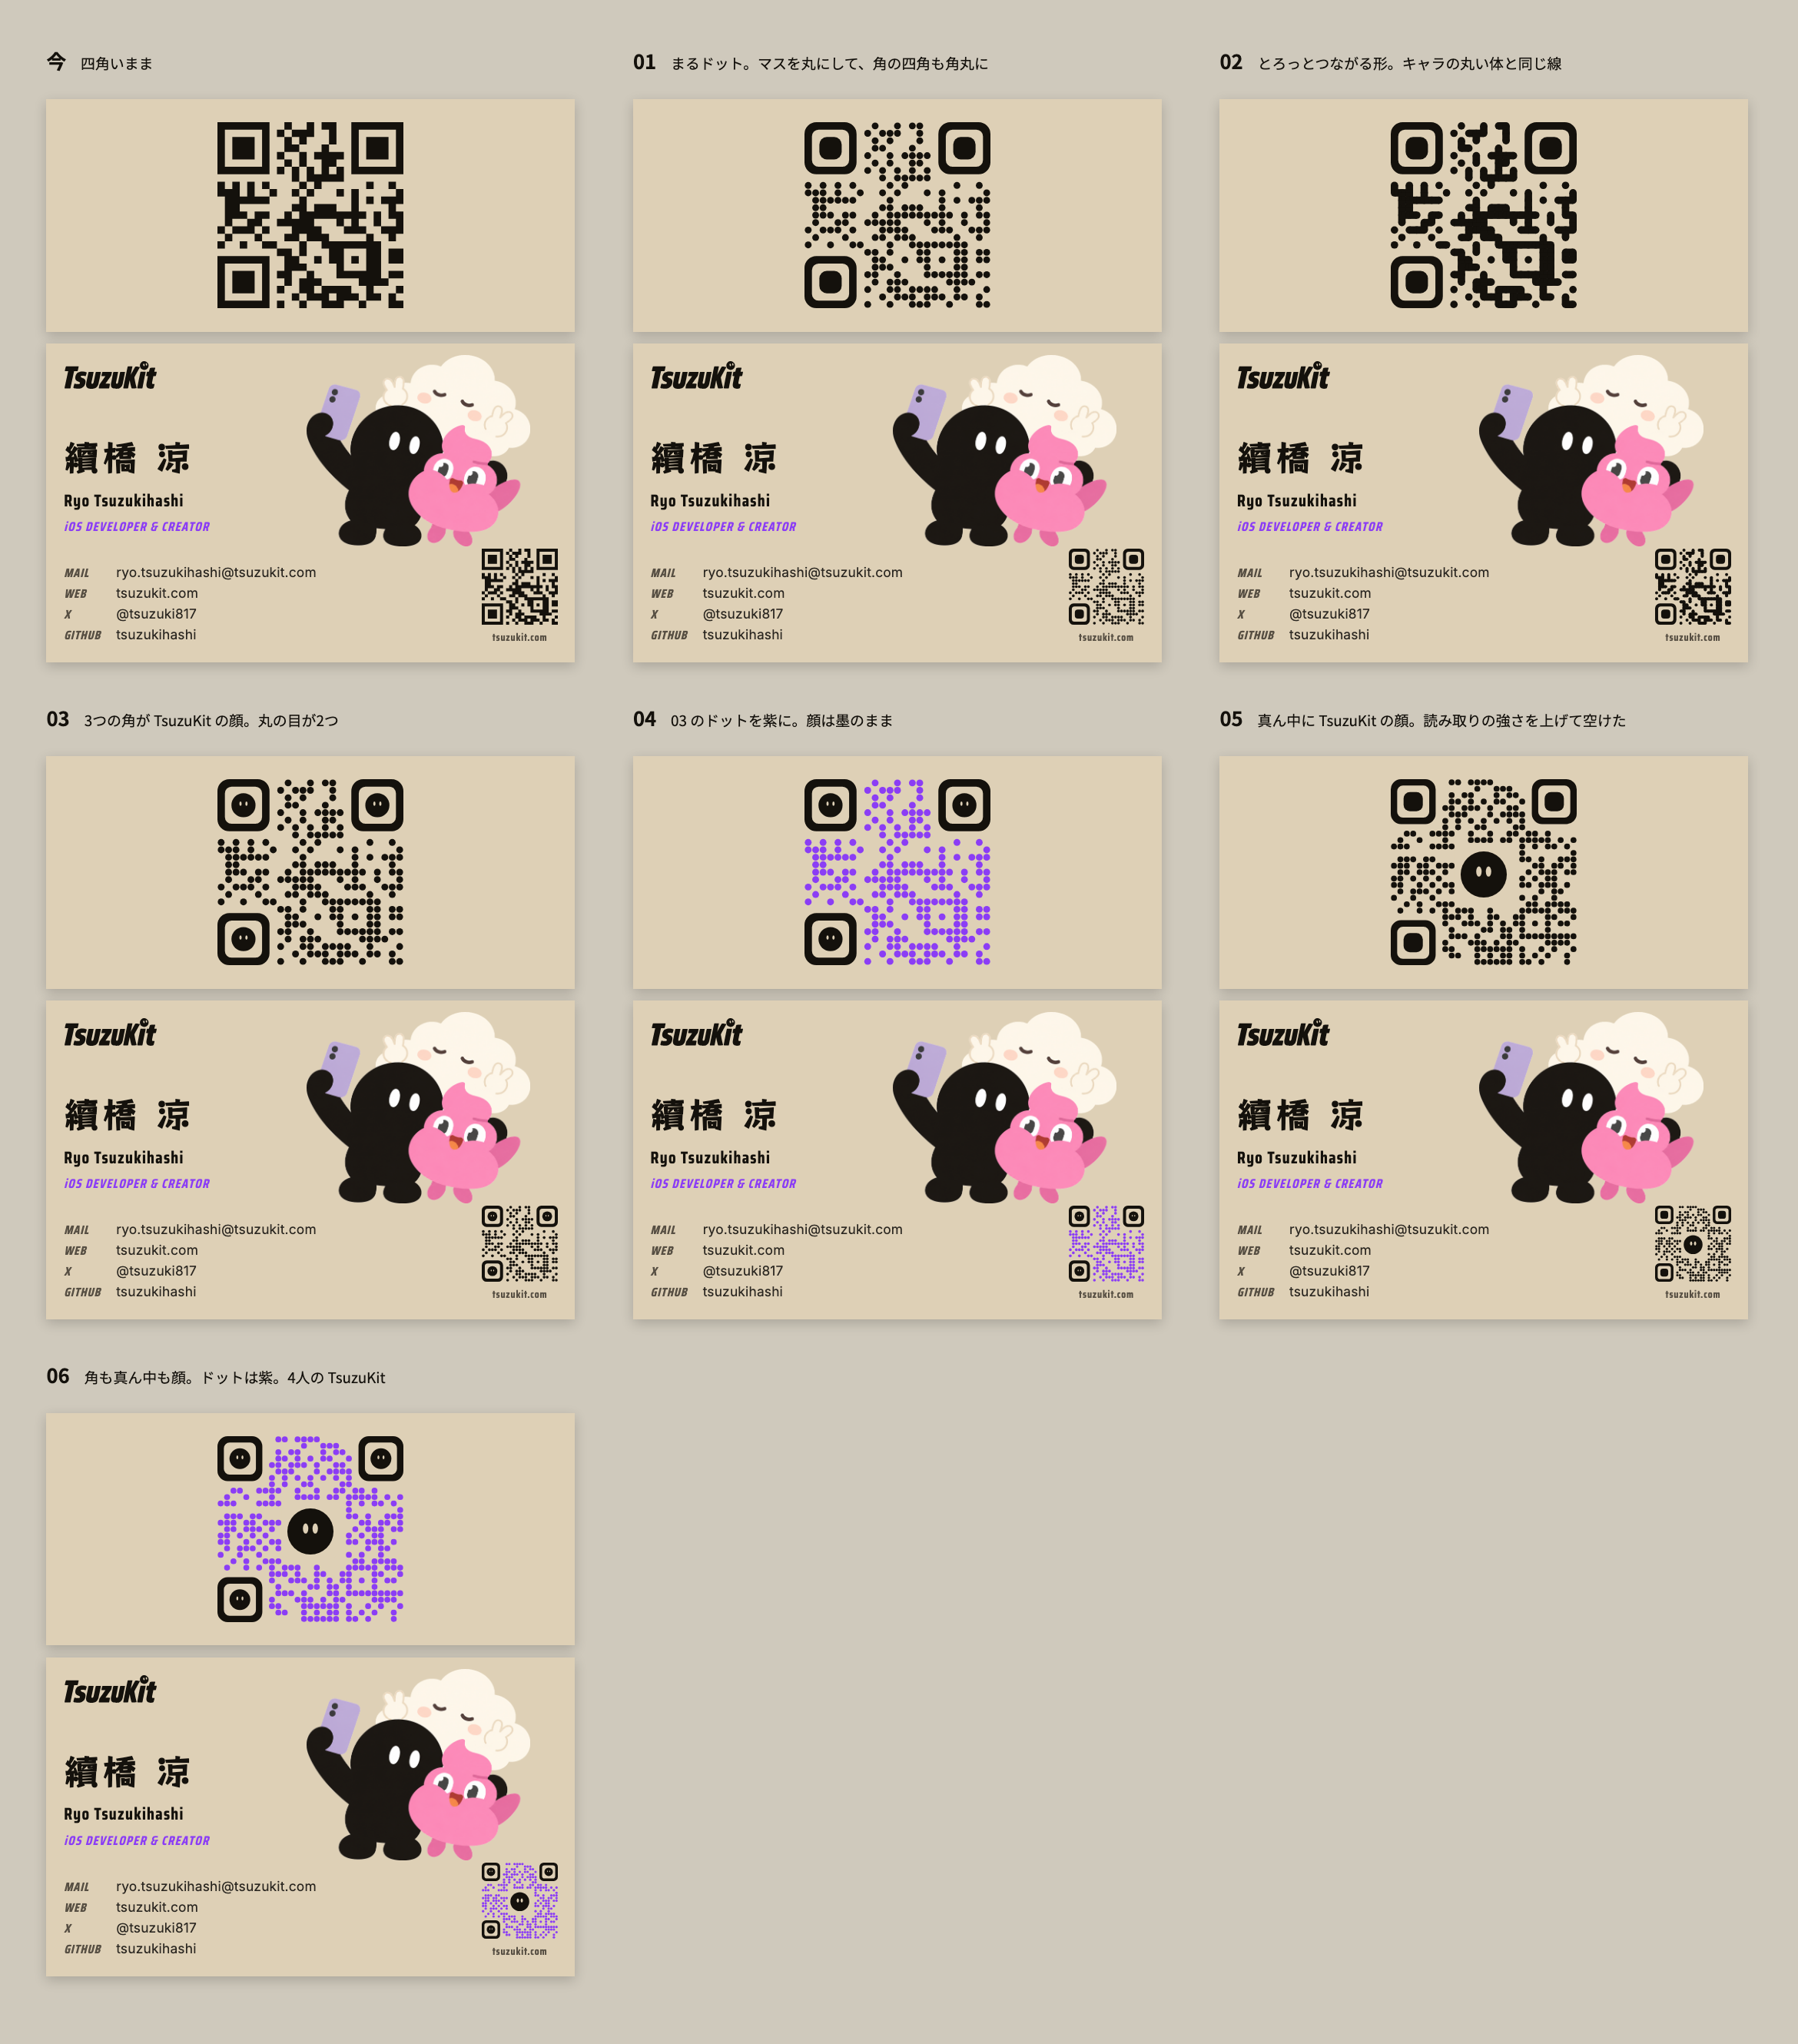 今 四角いまま
01 まるドット。マスを丸にして、角の四角も角丸に
02 とろっとつながる形。キャラの丸い体と同じ線
TsuzuKit
續橋 涼
Ryo Tsuzukihashi
iOS DEVELOPER & CREATOR
MAIL ryo.tsuzukihashi@tsuzukit.com
WEB tsuzukit.com
X @tsuzuki817
GITHUB tsuzukihashi
tsuzukit.com
TsuzuKit
續橋 涼
Ryo Tsuzukihashi
iOS DEVELOPER & CREATOR
MAIL ryo.tsuzukihashi@tsuzukit.com
WEB tsuzukit.com
X @tsuzuki817
GITHUB tsuzukihashi
tsuzukit.com
TsuzuKit
續橋 涼
Ryo Tsuzukihashi
iOS DEVELOPER & CREATOR
MAIL ryo.tsuzukihashi@tsuzukit.com
WEB tsuzukit.com
X @tsuzuki817
GITHUB tsuzukihashi
tsuzukit.com
03 3つの角が TsuzuKit の顔。丸の目が2つ
04 03 のドットを紫に。顔は墨のまま
05 真ん中に TsuzuKit の顔。読み取りの強さを上げて空けた
TsuzuKit
續橋 涼
Ryo Tsuzukihashi
iOS DEVELOPER & CREATOR
MAIL ryo.tsuzukihashi@tsuzukit.com
WEB tsuzukit.com
X @tsuzuki817
GITHUB tsuzukihashi
tsuzukit.com
TsuzuKit
續橋 涼
Ryo Tsuzukihashi
iOS DEVELOPER & CREATOR
MAIL ryo.tsuzukihashi@tsuzukit.com
WEB tsuzukit.com
X @tsuzuki817
GITHUB tsuzukihashi
tsuzukit.com
TsuzuKit
續橋 涼
Ryo Tsuzukihashi
iOS DEVELOPER & CREATOR
MAIL ryo.tsuzukihashi@tsuzukit.com
WEB tsuzukit.com
X @tsuzuki817
GITHUB tsuzukihashi
tsuzukit.com
06 角も真ん中も顔。ドットは紫。4人の TsuzuKit
TsuzuKit
續橋 涼
Ryo Tsuzukihashi
iOS DEVELOPER & CREATOR
MAIL ryo.tsuzukihashi@tsuzukit.com
WEB tsuzukit.com
X @tsuzuki817
GITHUB tsuzukihashi
tsuzukit.com